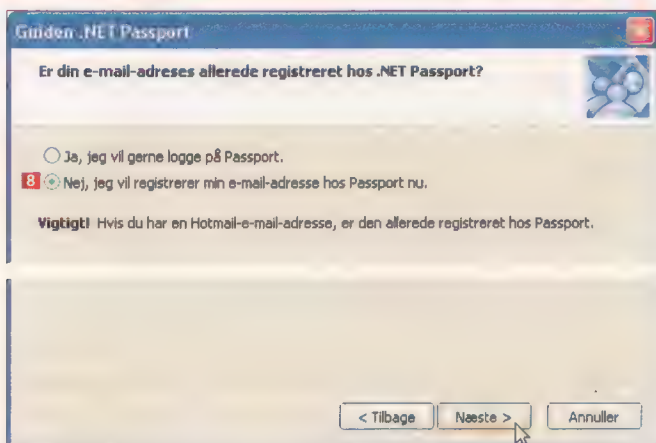 Guiden .NET Passport
Er din e-mail-adreses allerede registreret hos .NET Passport?
Ja, jeg vil gerne logge på Passport.
8 Nej, jeg vil registrerer min e-mail-adresse hos Passport nu.
Vigtigt! Hvis du har en Hotmail-e-mail-adresse, er den allerede registreret hos Passport.
< Tilbage Næste > Annuller